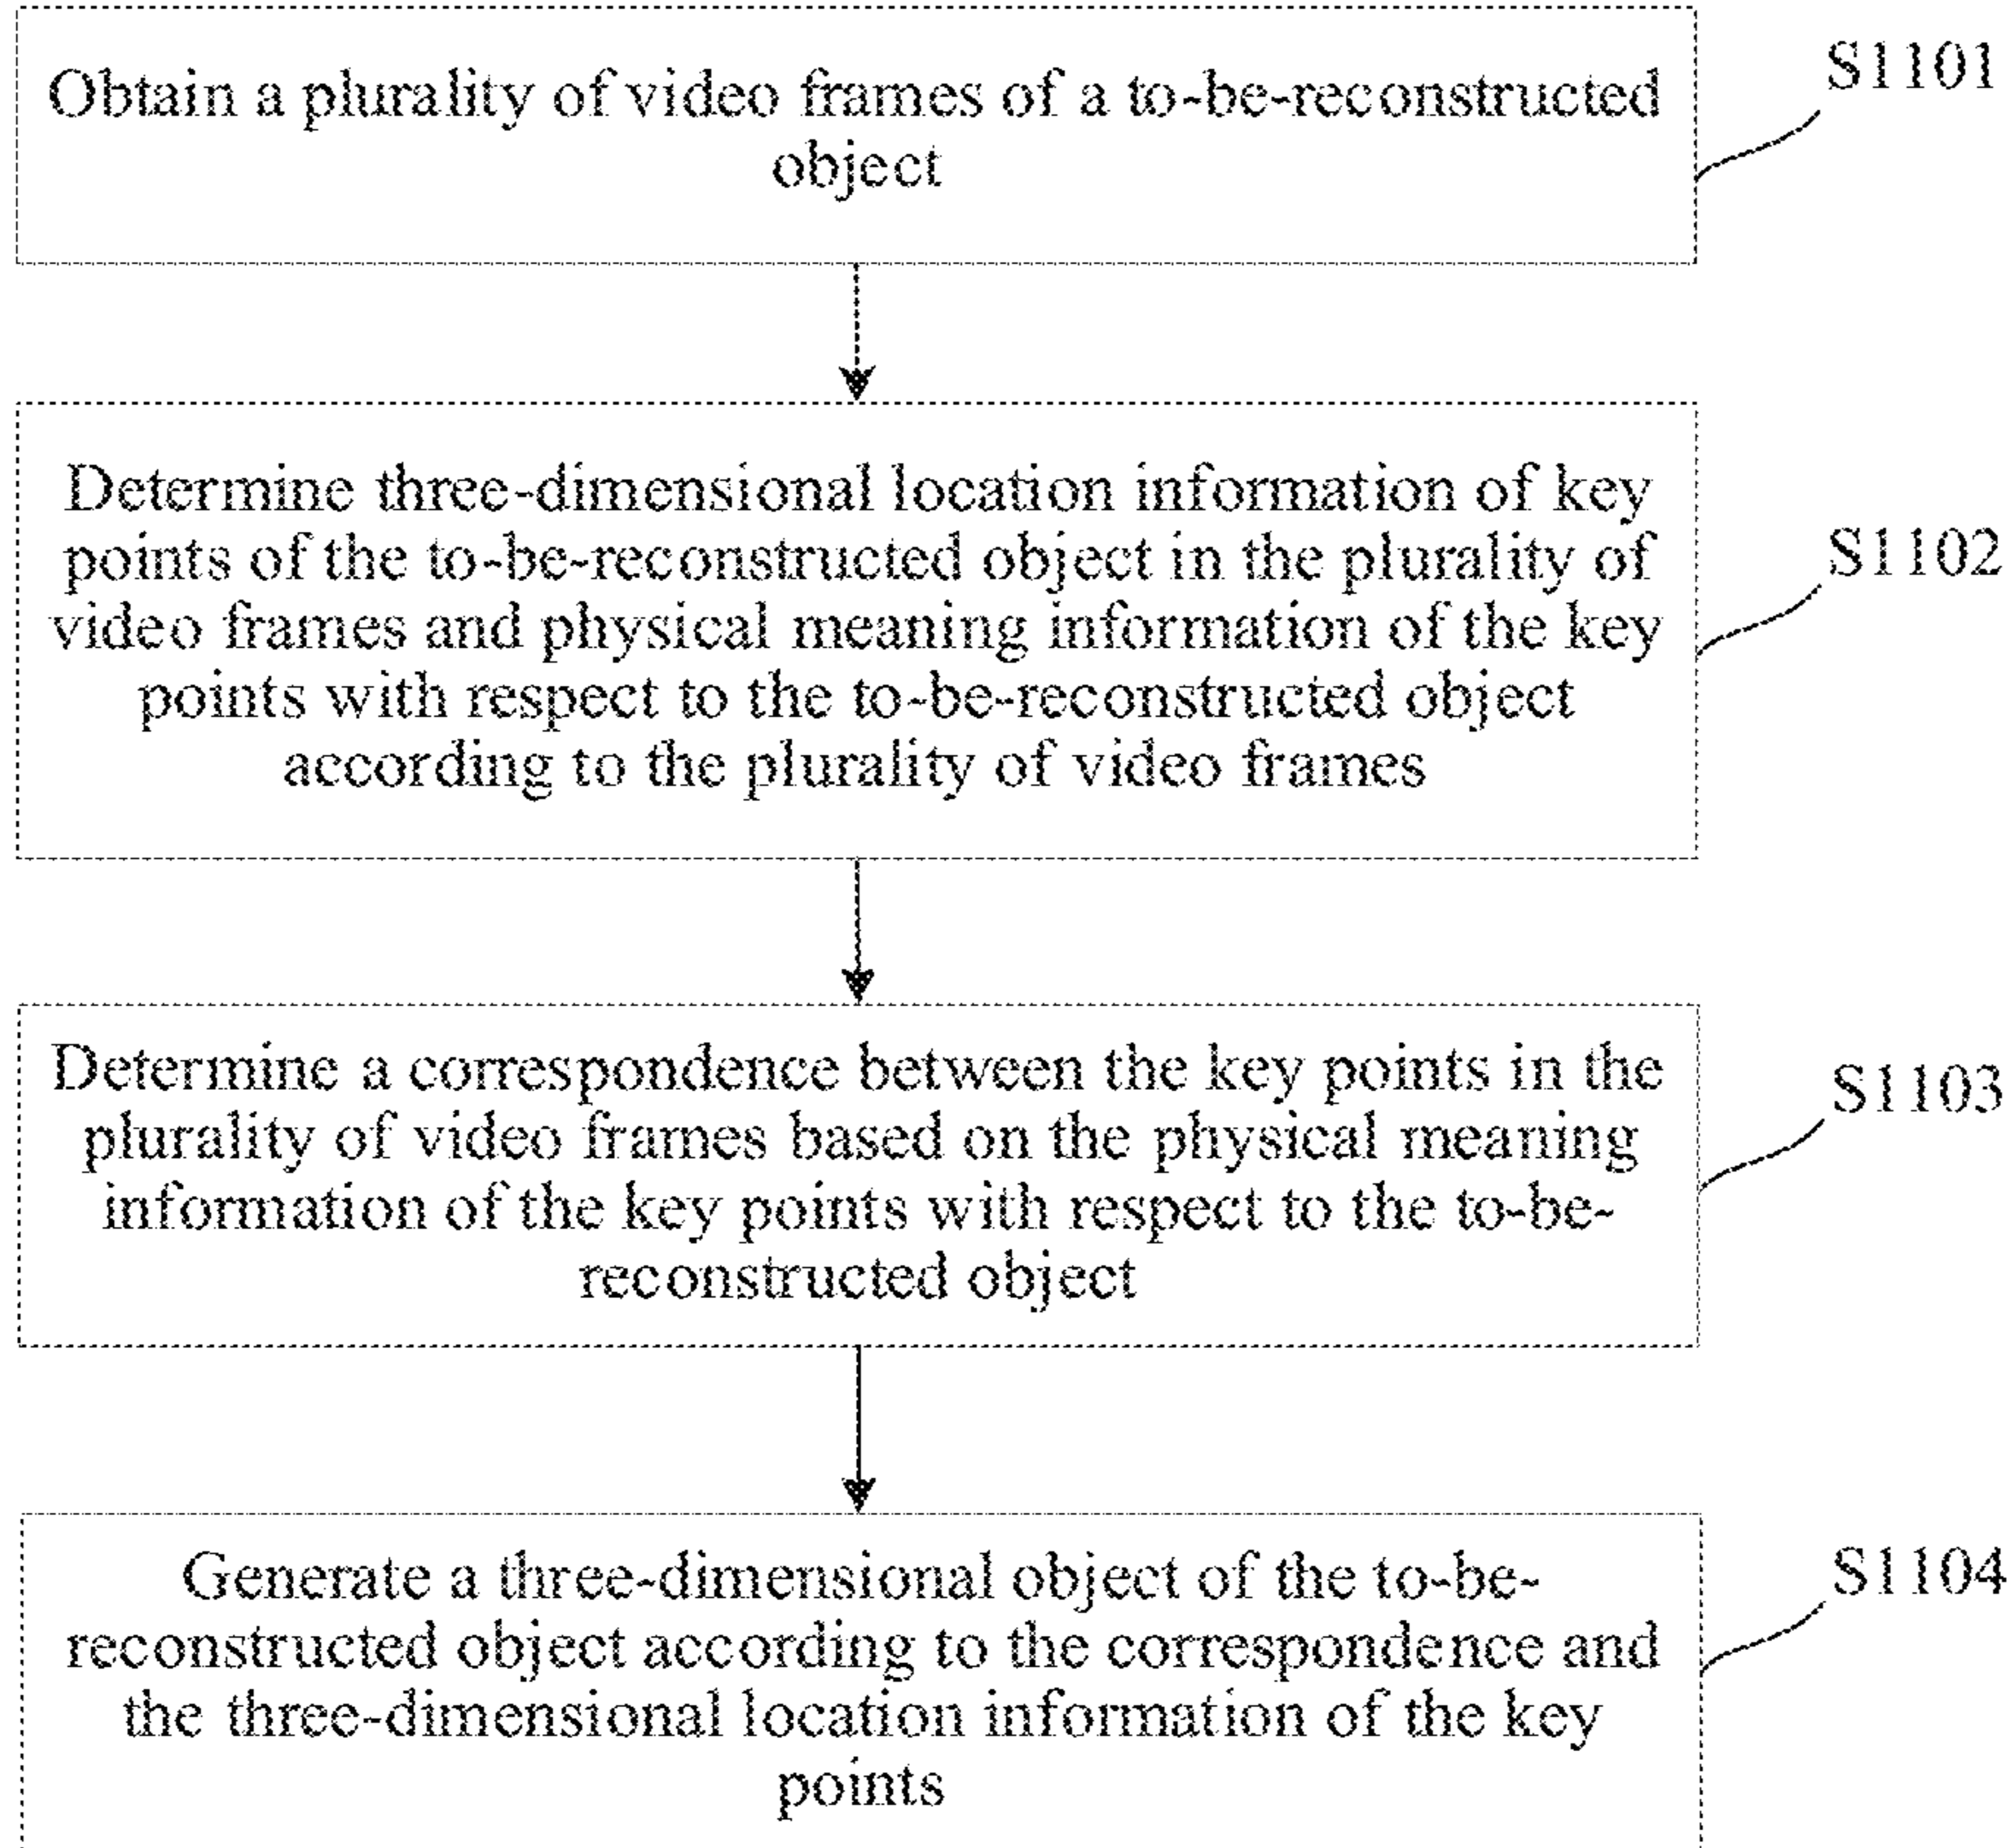 Obtain a plurality of video frames of a to-be-reconstructed
object
S1101
Determine three-dimensional location information of key
points of the to-be-reconstructed object in the plurality of
video frames and physical meaning information of the key
points with respect to the to-be-reconstructed object
according to the plurality of video frames
S1102
Determine a correspondence between the key points in the
plurality of video frames based on the physical meaning
information of the key points with respect to the to-be-
reconstructed object
S1103
Generate a three-dimensional object of the to-be-
reconstructed object according to the correspondence and
the three-dimensional location information of the key
points
S1104